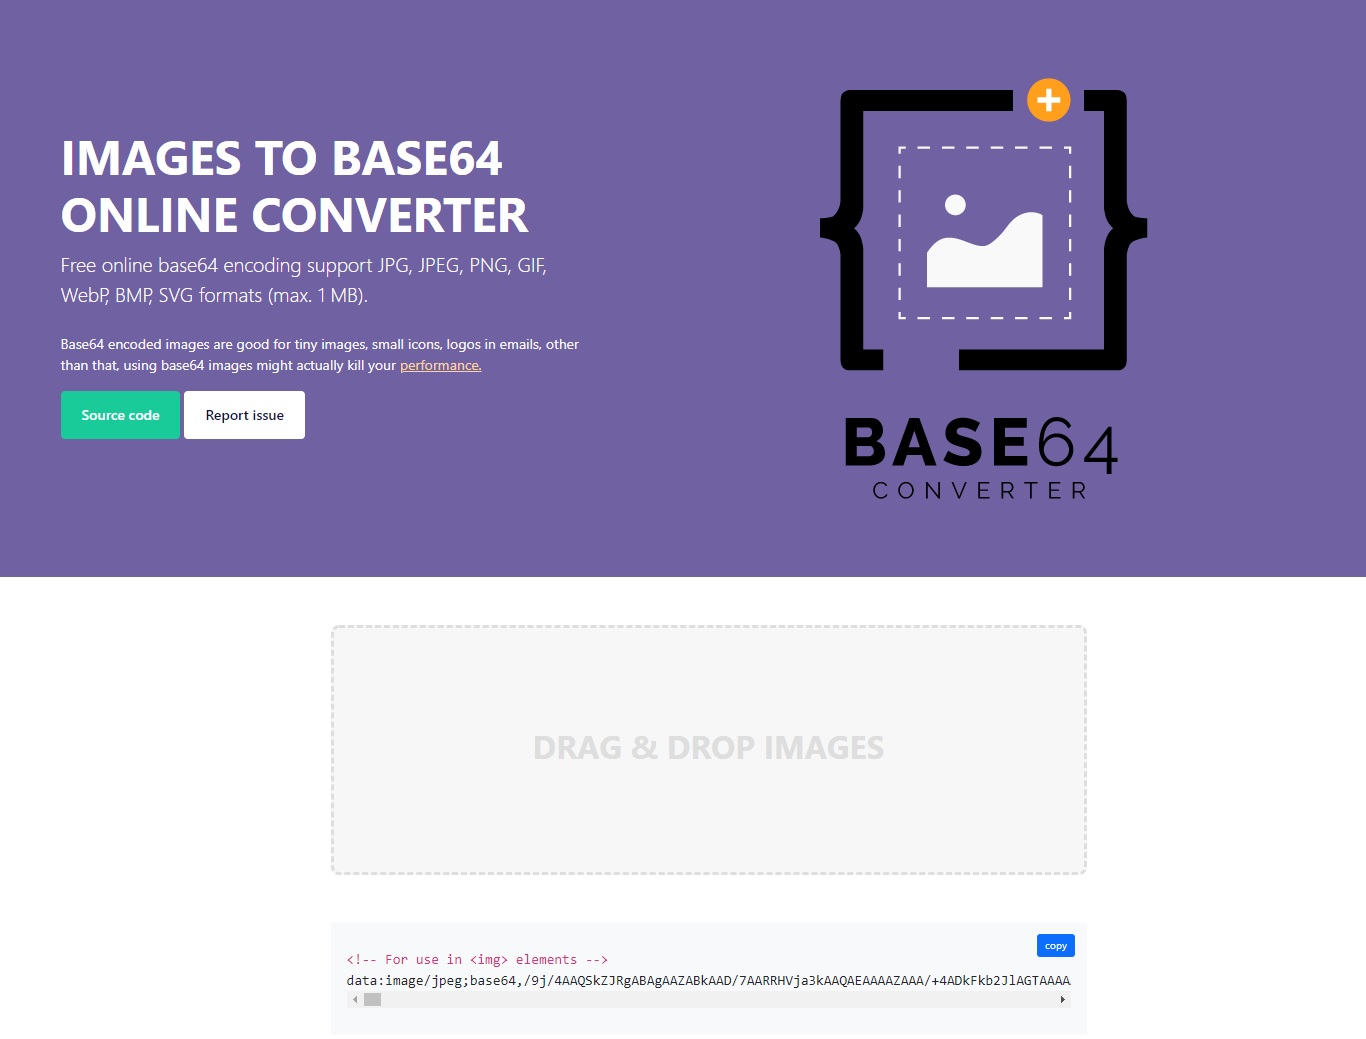 IMAGES TO BASE64
ONLINE CONVERTER
Free online base64 encoding support JPG, JPEG, PNG, GIF,
WebP, BMP, SVG formats (max. 1 MB).
Base64 encoded images are good for tiny images, small icons, logos in emails, other
than that, using base64 images might actually kill your performance.
Source code
Report issue
BASE64
CONVERTER
DRAG & DROP IMAGES
copy
<!-- For use in <img> elements -->
data:image/jpeg;base64,/9j/4AAQSkZJRgABAgAAZABkAAD/7AARRHVja3kAAQAEAAAAZAAA/+4ADkFkb2JlAGTAAAA